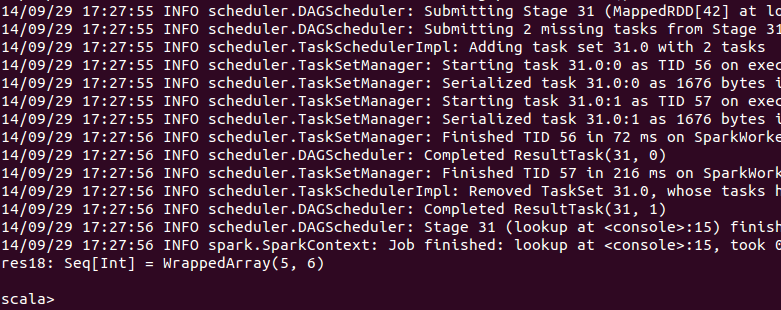 14/09/29 17:27:55 INFO scheduler.DAGScheduler: Submitting Stage 31 (MappedRDD[42] at lo
14/09/29 17:27:55 INFO scheduler.DAGScheduler: Submitting 2 missing tasks from Stage 31
14/09/29 17:27:55 INFO scheduler.TaskSchedulerImpl: Adding task set 31.0 with 2 tasks
14/09/29 17:27:55 INFO scheduler.TaskSetManager: Starting task 31.0:0 as TID 56 on exec
14/09/29 17:27:55 INFO scheduler.TaskSetManager: Serialized task 31.0:0 as 1676 bytes i
14/09/29 17:27:55 INFO scheduler.TaskSetManager: Starting task 31.0:1 as TID 57 on exec
14/09/29 17:27:55 INFO scheduler.TaskSetManager: Serialized task 31.0:1 as 1676 bytes i
14/09/29 17:27:56 INFO scheduler.TaskSetManager: Finished TID 56 in 72 ms on SparkWorke
14/09/29 17:27:56 INFO scheduler.DAGScheduler: Completed ResultTask(31, 0)
14/09/29 17:27:56 INFO scheduler.TaskSetManager: Finished TID 57 in 216 ms on SparkWork
14/09/29 17:27:56 INFO scheduler.TaskSchedulerImpl: Removed TaskSet 31.0, whose tasks h
14/09/29 17:27:56 INFO scheduler.DAGScheduler: Completed ResultTask(31, 1)
14/09/29 17:27:56 INFO scheduler.DAGScheduler: Stage 31 (lookup at <console>:15) finish
14/09/29 17:27:56 INFO spark.SparkContext: Job finished: lookup at <console>:15, took 0
res18: Seq[Int] = WrappedArray(5, 6)
scala>